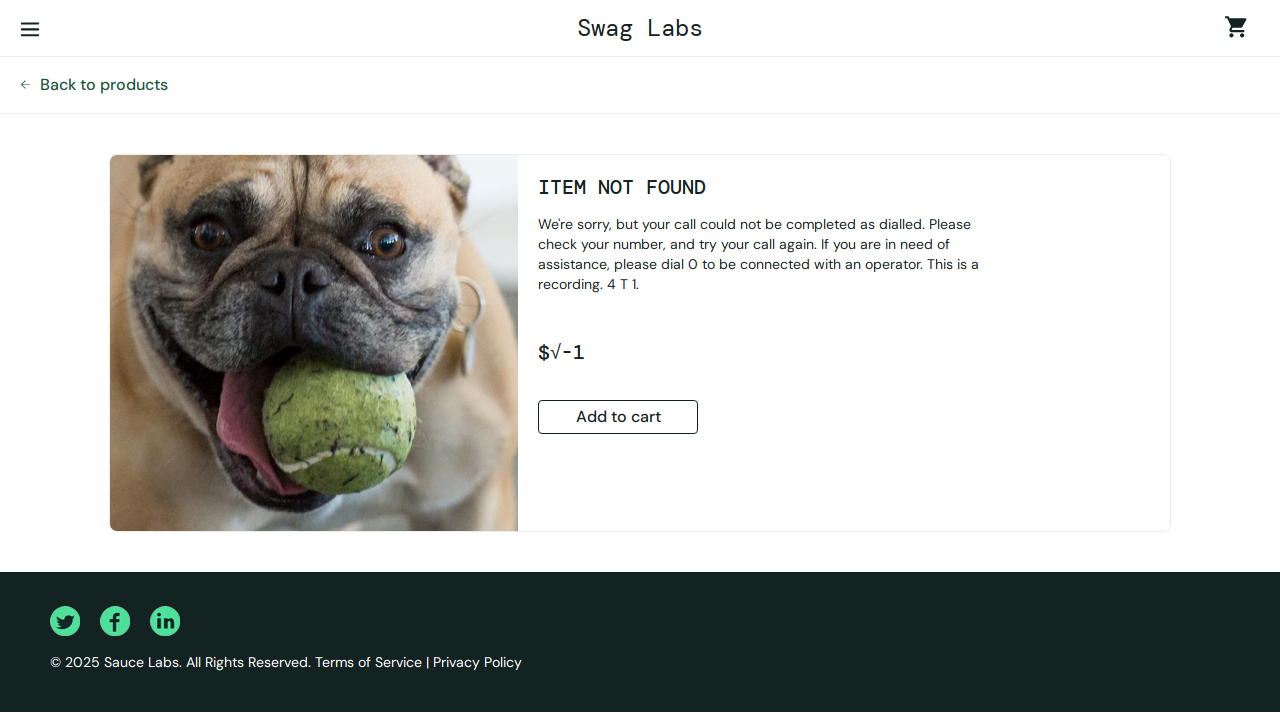 Swag Labs
Back to products
ITEM NOT FOUND
We're sorry, but your call could not be completed as dialled. Please
check your number, and try your call again. If you are in need of
assistance, please dial 0 to be connected with an operator. This is a
recording. 4 T 1.
$√-1
Add to cart
© 2025 Sauce Labs. All Rights Reserved. Terms of Service | Privacy Policy